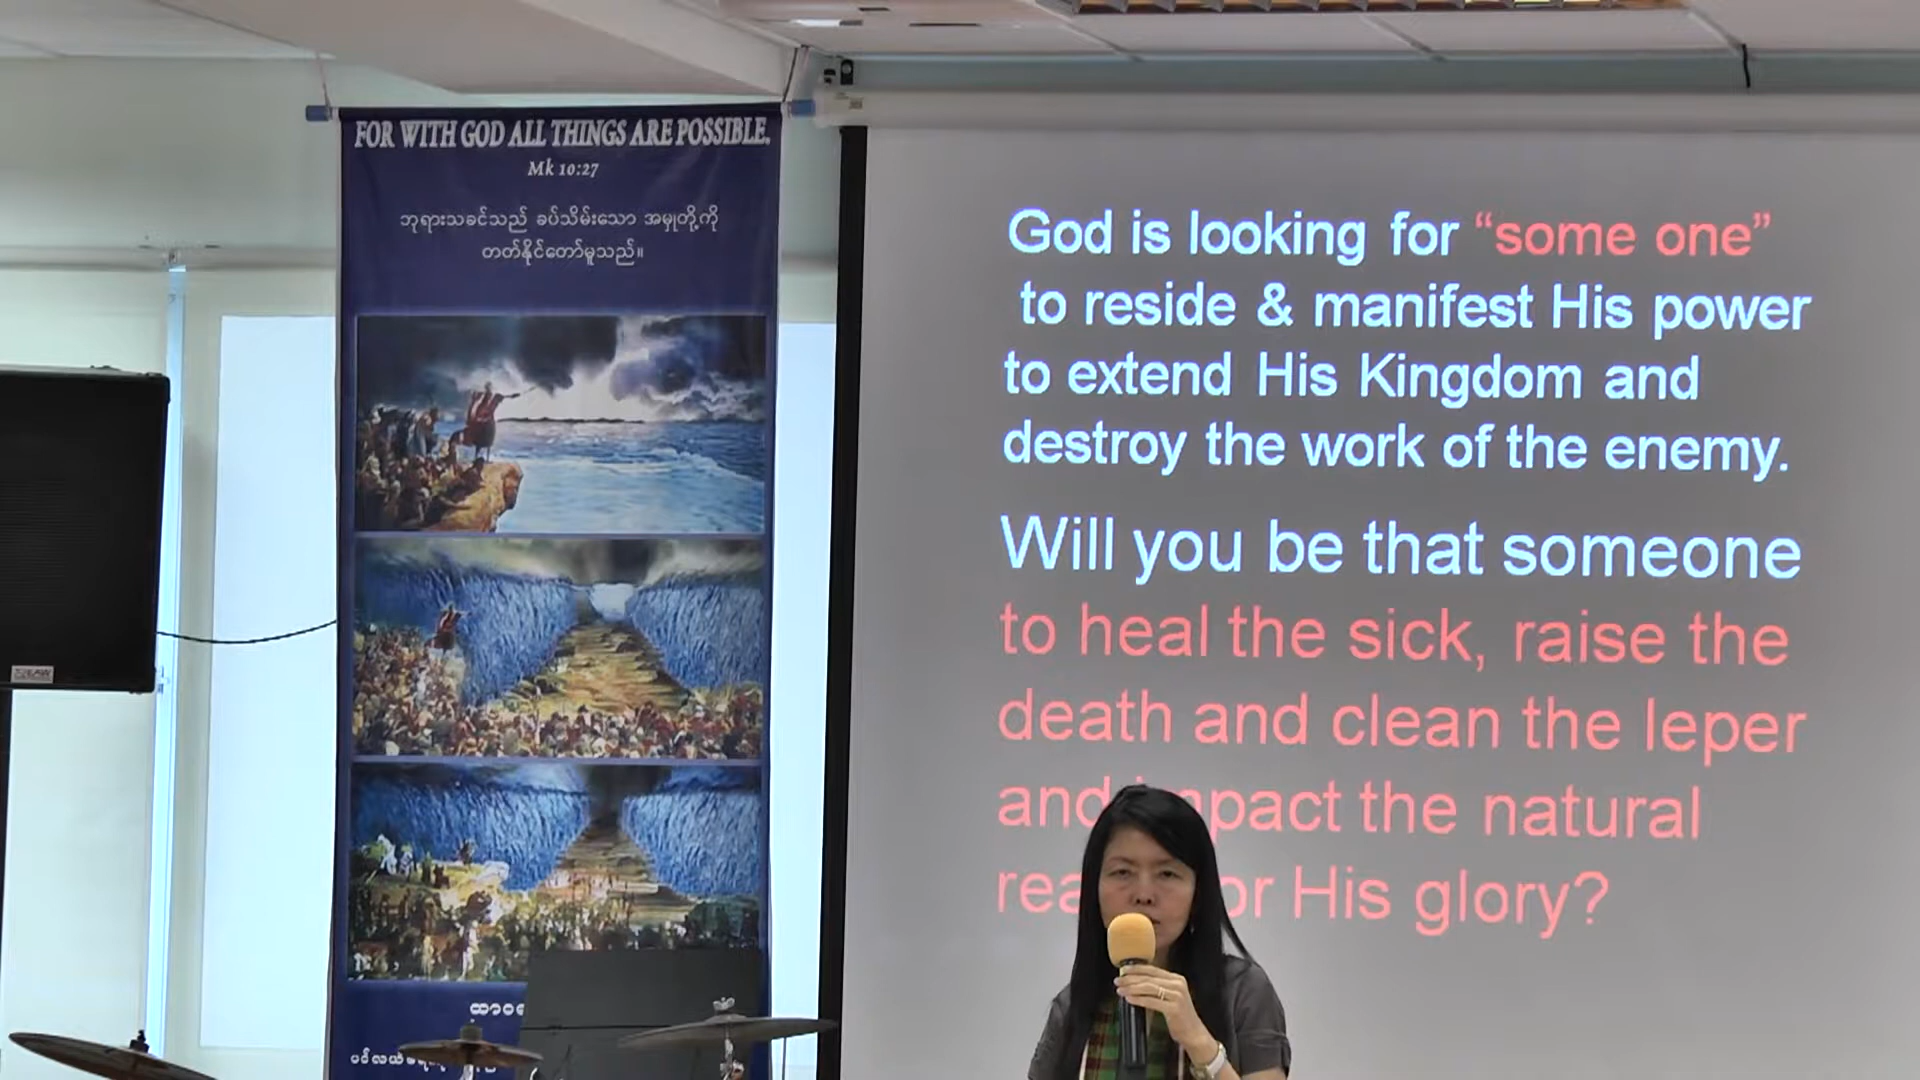 FOR WITH GOD ALL THINGS ARE POSSIBLE.
Mk 10:27
ဘုရားသခင်သည် ခပ်သိမ်းသော အမှုတို့ကို
တတ်နိုင်တော်မူသည်။
God is looking for “some one”
to reside & manifest His power
to extend His Kingdom and
destroy the work of the enemy.
Will you be that someone
to heal the sick, raise the
death and clean the leper
and the natural
His glory?
EAW